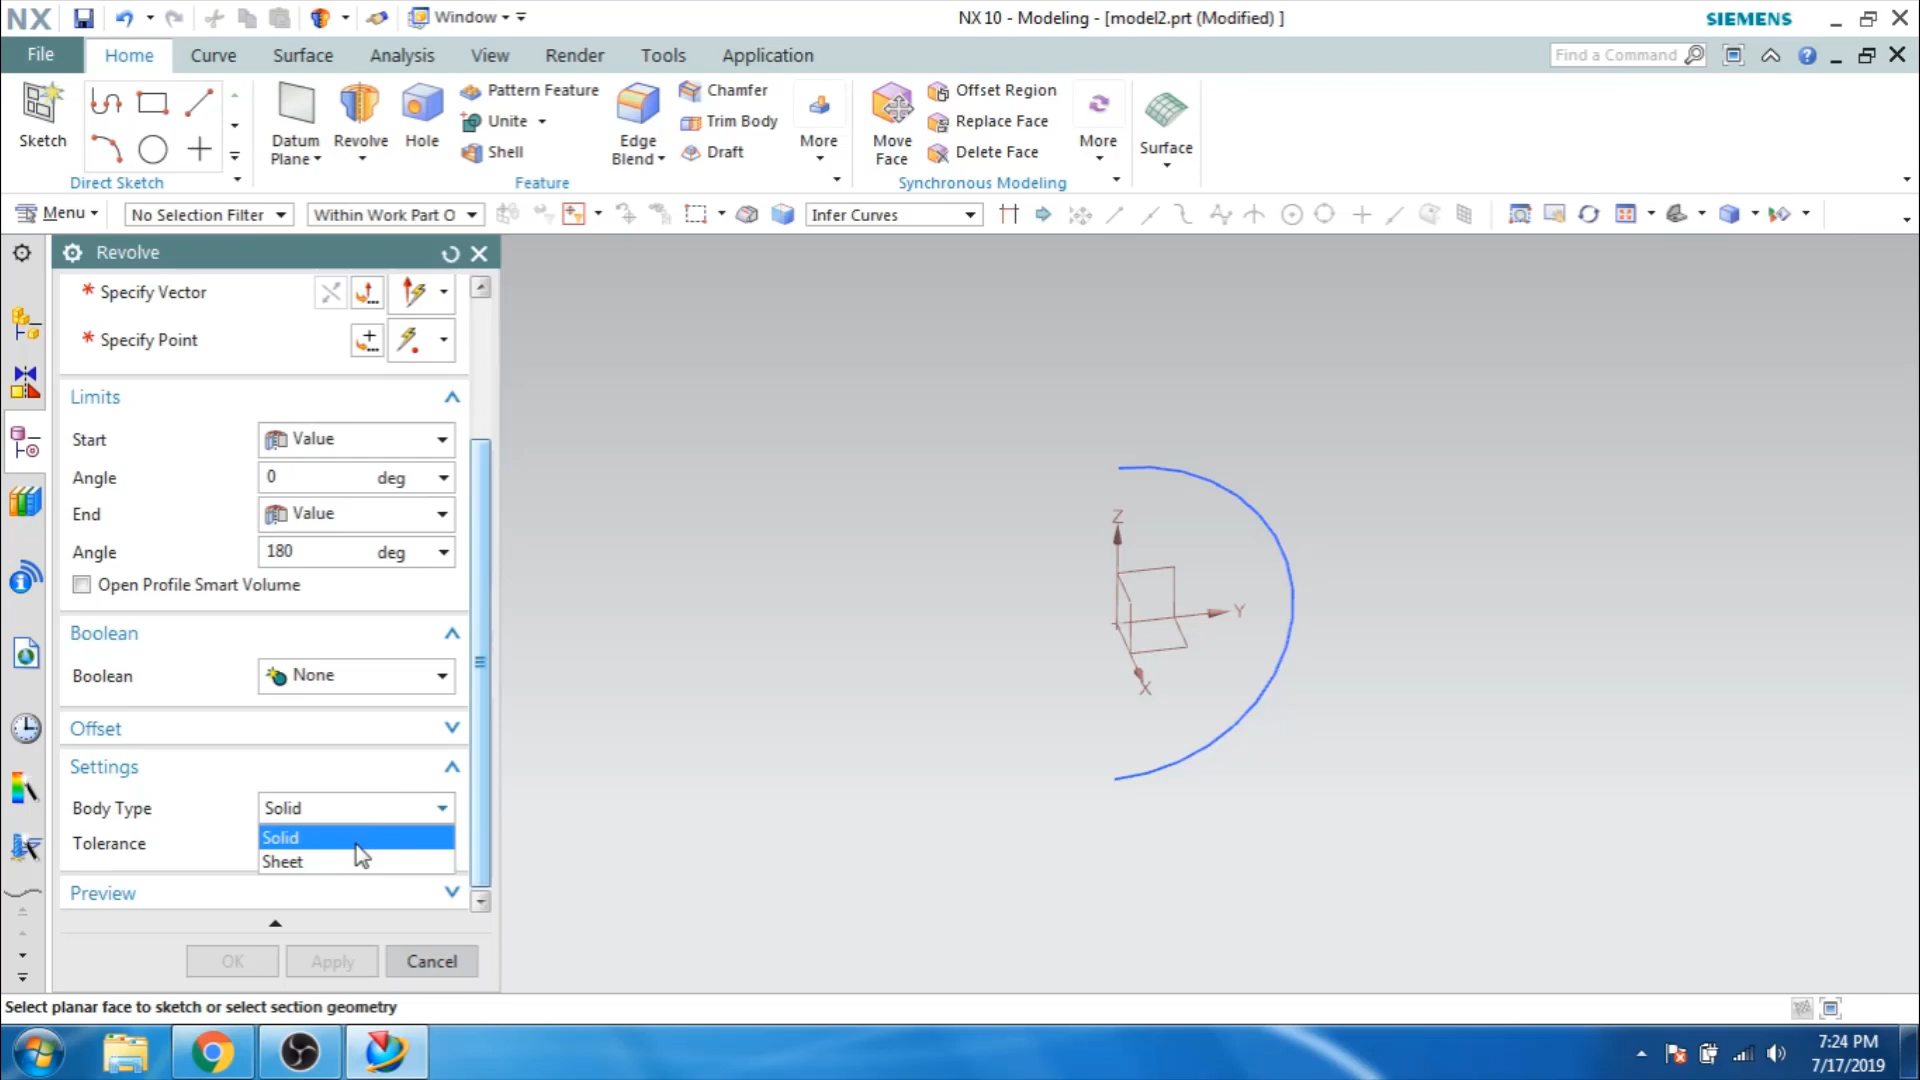 NX
Window
NX 10 - Modeling - [model2.prt (Modified) ]
SIEMENS
File
Home
Curve
Surface
Analysis
View
Render
Tools
Application
Find a Command
Sketch
Datum Plane
Revolve
Hole
Pattern Feature
Unite
Shell
Edge Blend
Chamfer
Trim Body
Draft
More
Move Face
Offset Region
Replace Face
Delete Face
More
Surface
Direct Sketch
Feature
Synchronous Modeling
Menu
No Selection Filter
Within Work Part O
Infer Curves
Revolve
* Specify Vector
* Specify Point
Limits
Start
Value
Angle
0 deg
End
Value
Angle
180 deg
Open Profile Smart Volume
Boolean
Boolean
None
Offset
Settings
Body Type
Solid
Solid
Tolerance
Sheet
Preview
OK
Apply
Cancel
Z
Y
X
Select planar face to sketch or select section geometry
7:24 PM
7/17/2019